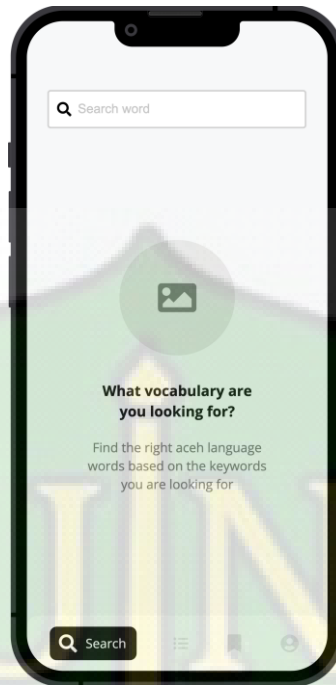 Search word
What vocabulary are
you looking for?
Find the right aceh language
words based on the keywords
you are looking for
Search